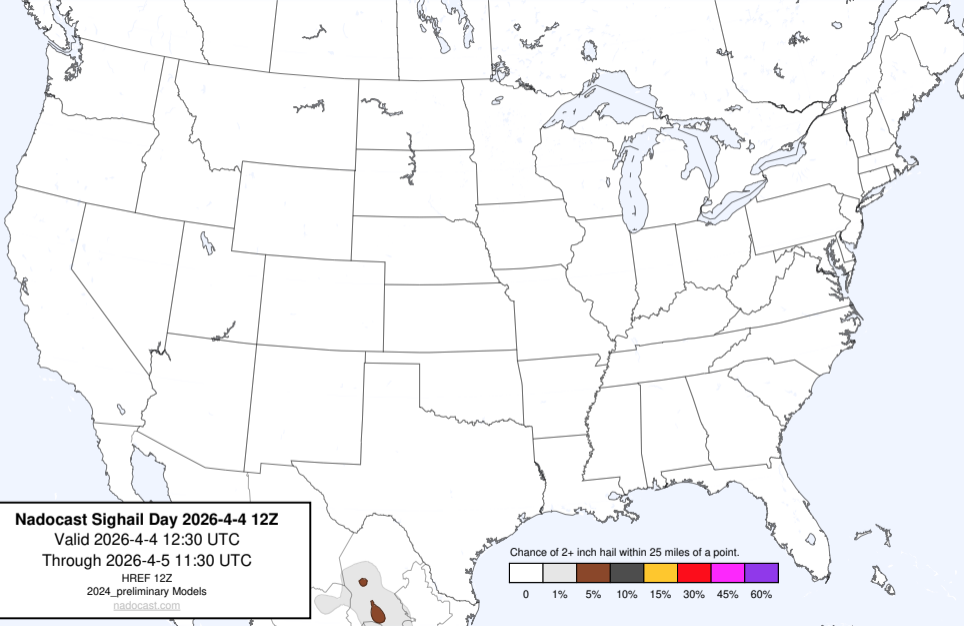 Nadocast Sighail Day 2026-4-4 12Z
Valid 2026-4-4 12:30 UTC
Through 2026-4-5 11:30 UTC
HREF 12Z
2024_preliminary Models
nadocast.com
Chance of 2+ inch hail within 25 miles of a point.
0 1% 5% 10% 15% 30% 45% 60%